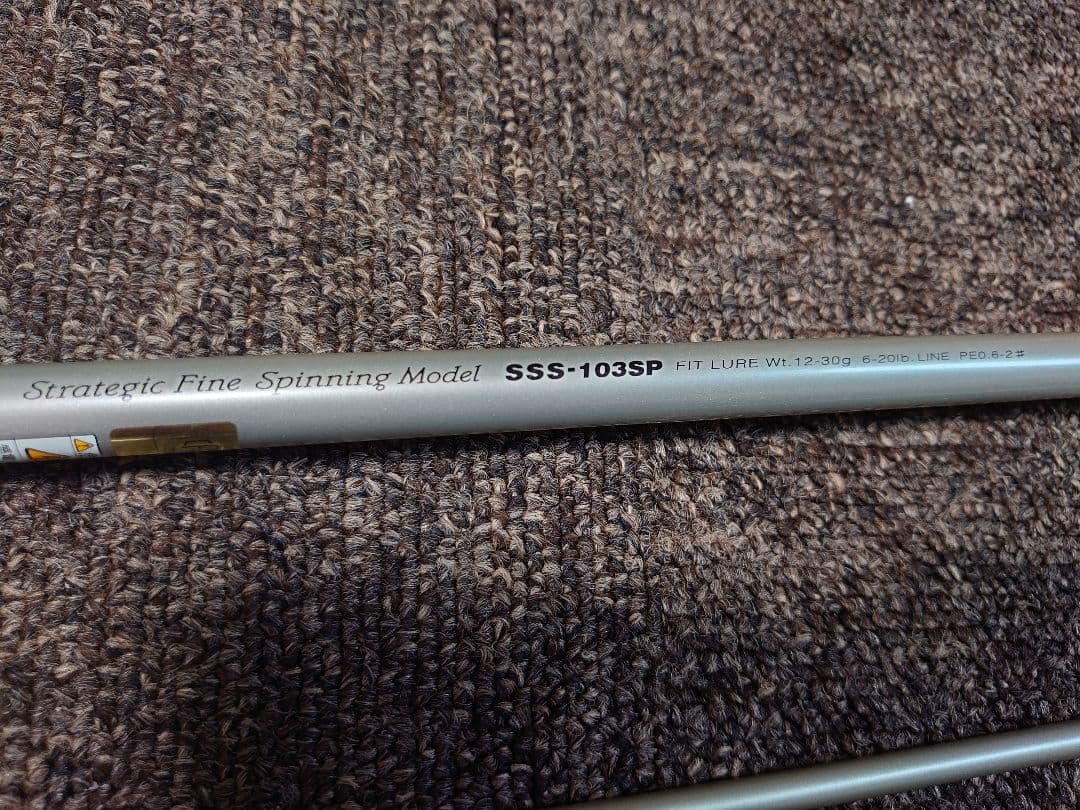 Strategic Fine Spinning Model SSS-103SP FIT LURE Wt.12-30g 6-20lb.LINE PE0.6-2#